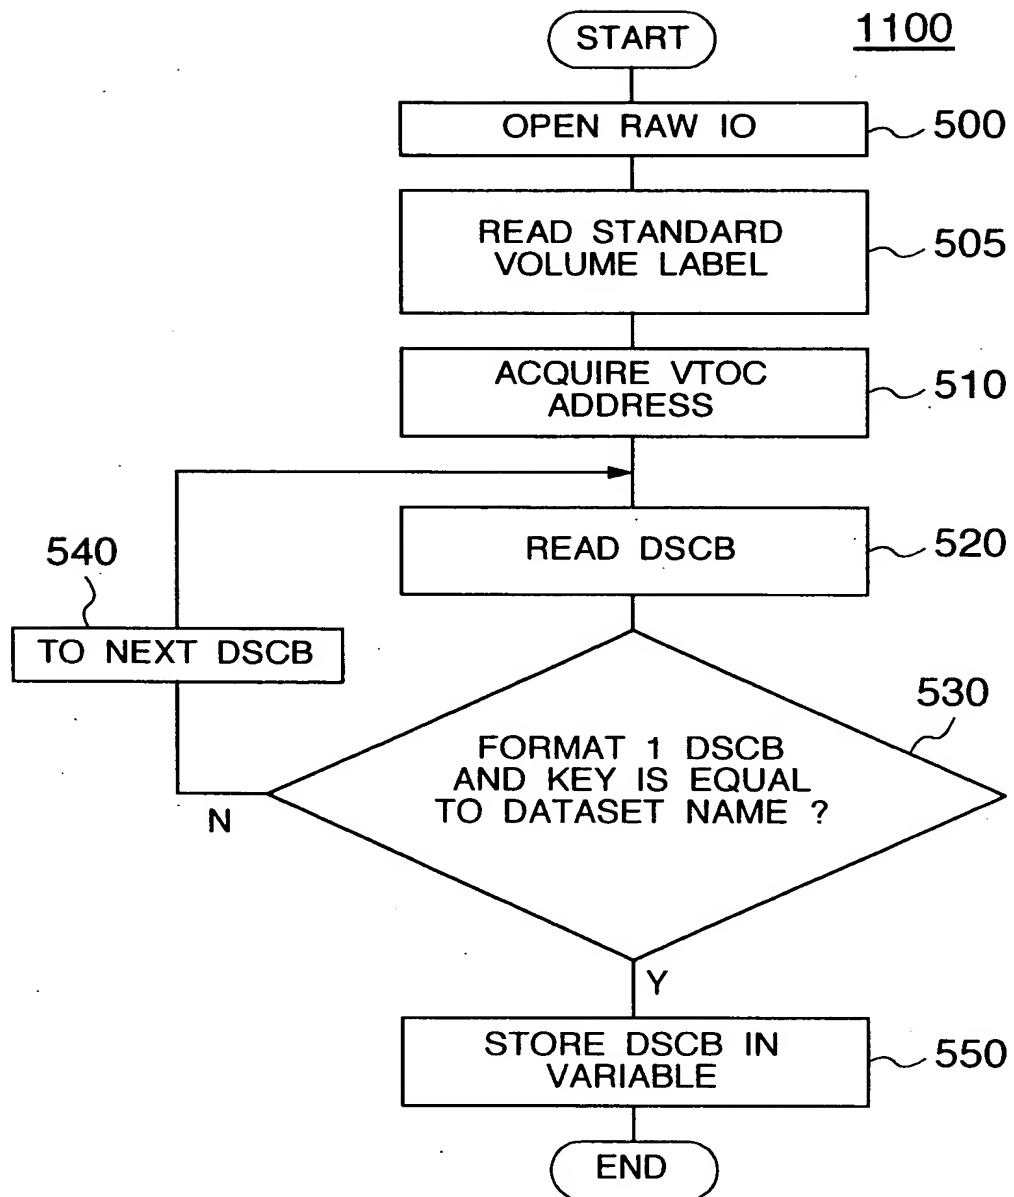 START
1100
OPEN RAW IO
500
READ STANDARD
VOLUME LABEL
505
ACQUIRE VTOC
ADDRESS
510
READ DSCB
520
540
TO NEXT DSCB
530
FORMAT 1 DSCB
AND KEY IS EQUAL
TO DATASET NAME ?
N
Y
STORE DSCB IN
VARIABLE
550
END